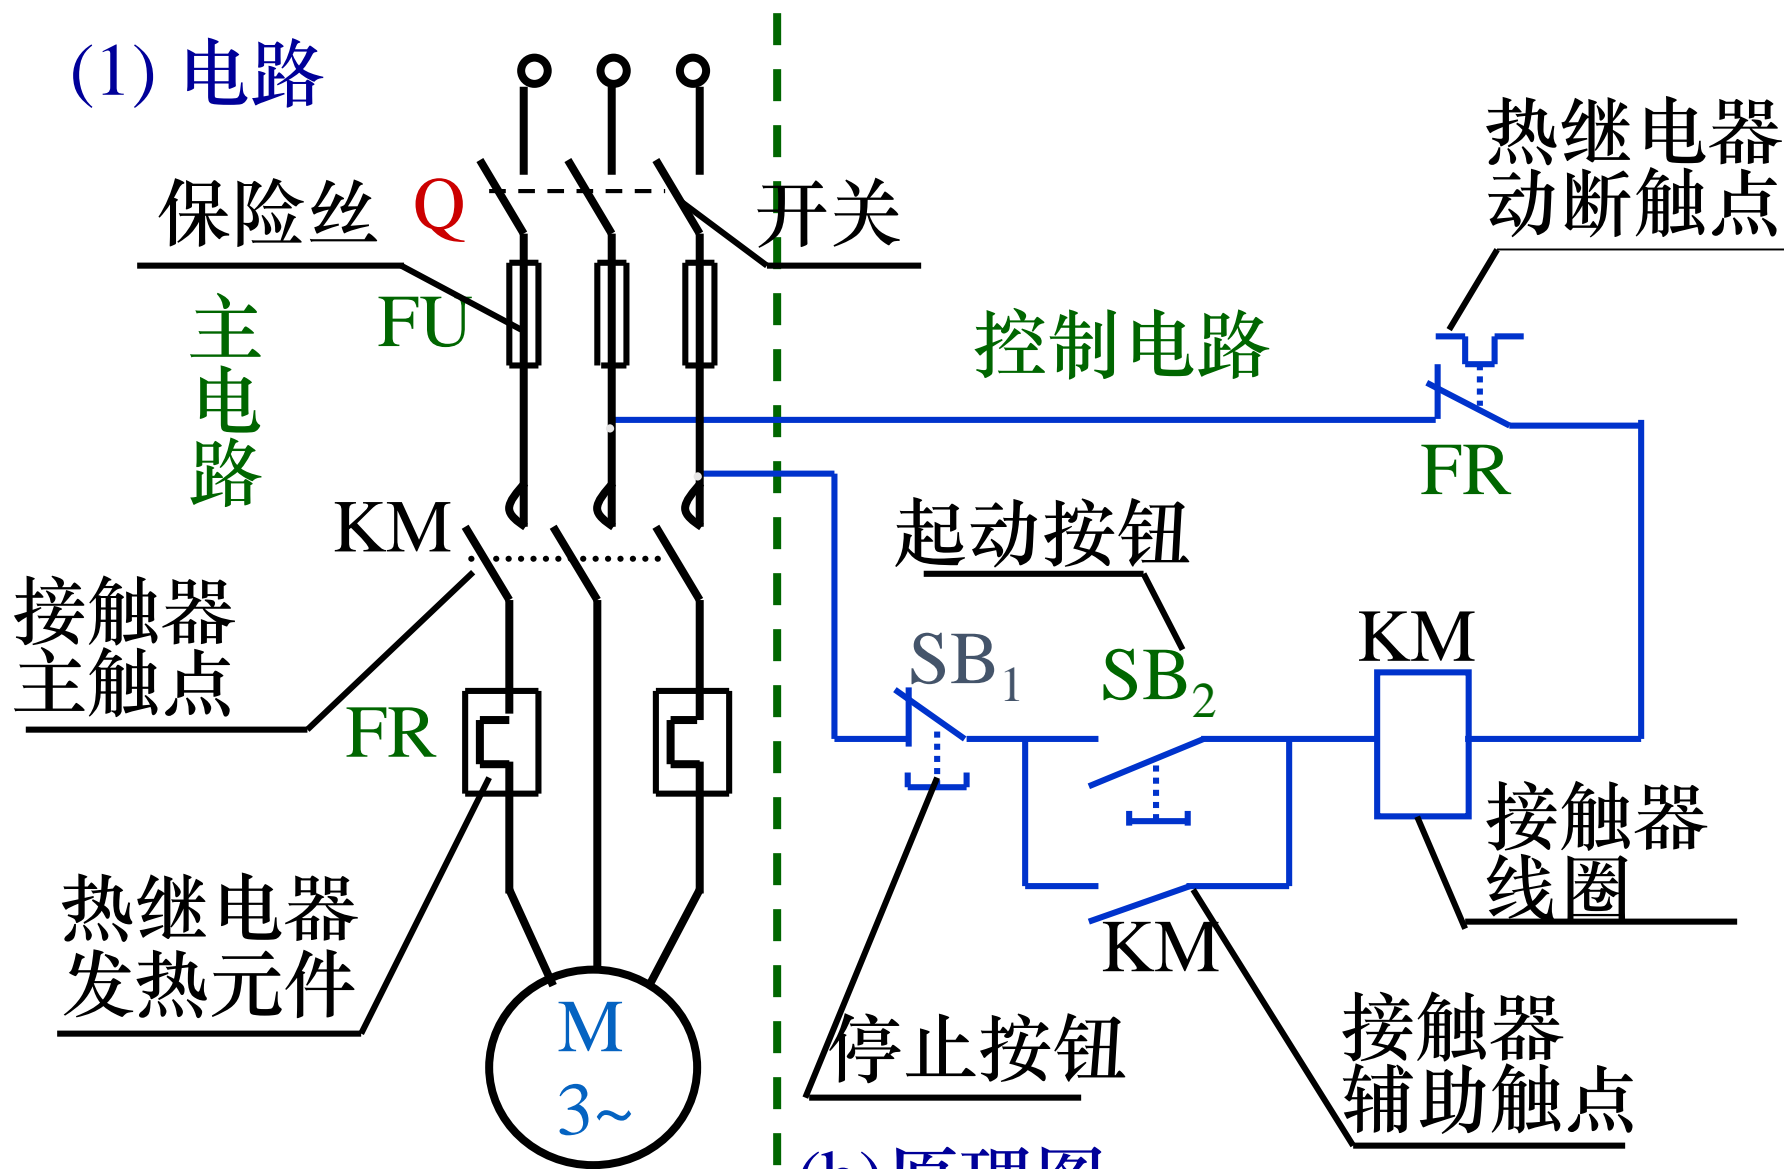 (1) 电路
保险丝
Q
开关
热继电器
动断触点
主
电
路
FU
控制电路
FR
KM
起动按钮
接触器
主触点
SB1
SB2
KM
FR
接触器
线圈
热继电器
发热元件
KM
M
3~
停止按钮
接触器
辅助触点
(b) 原理图